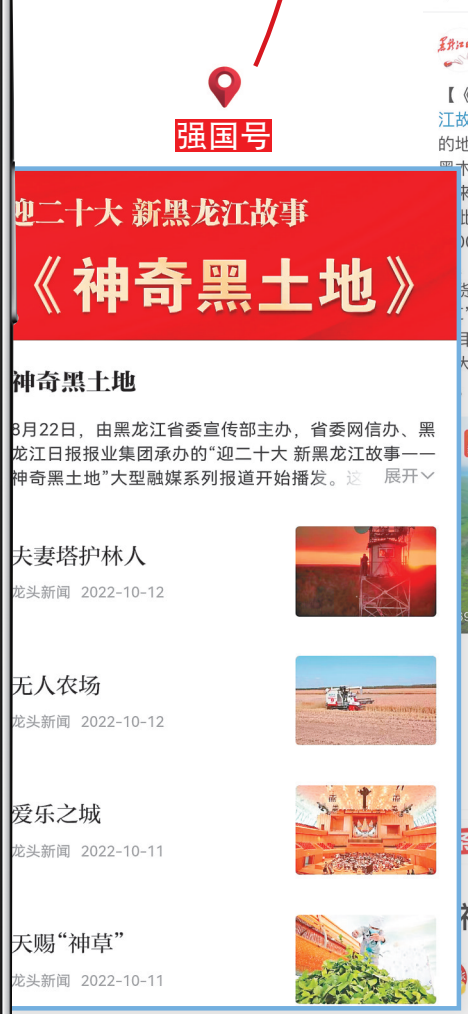 强国号
迎二十大 新黑龙江故事
《神奇黑土地》
神奇黑土地
8月22日，由黑龙江省委宣传部主办，省委网信办、黑
龙江日报报业集团承办的“迎二十大 新黑龙江故事——
神奇黑土地”大型融媒系列报道开始播发。这
展开
夫妻塔护林人
龙头新闻 2022-10-12
无人农场
龙头新闻 2022-10-12
爱乐之城
龙头新闻 2022-10-11
天赐“神草”
龙头新闻 2022-10-11
【《
江故
的地